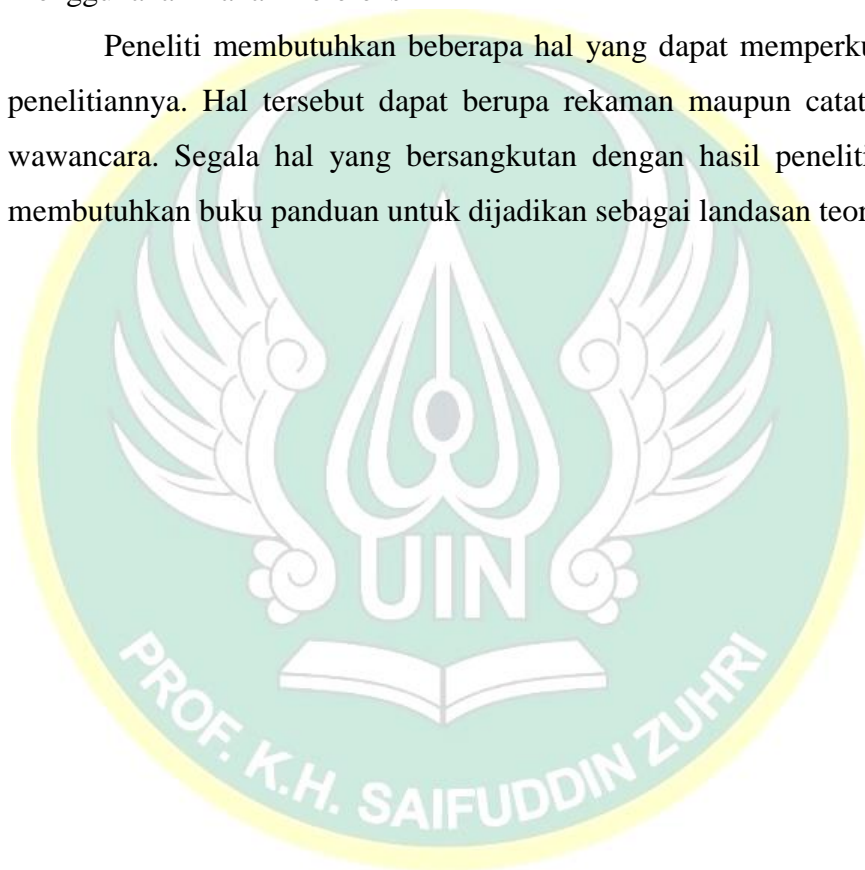 Peneliti membutuhkan beberapa hal yang dapat memperku
penelitiannya. Hal tersebut dapat berupa rekaman maupun catat
wawancara. Segala hal yang bersangkutan dengan hasil peneliti
membutuhkan buku panduan untuk dijadikan sebagai landasan teor
UIN
PROF. K.H. SAIFUDDIN ZUHRI